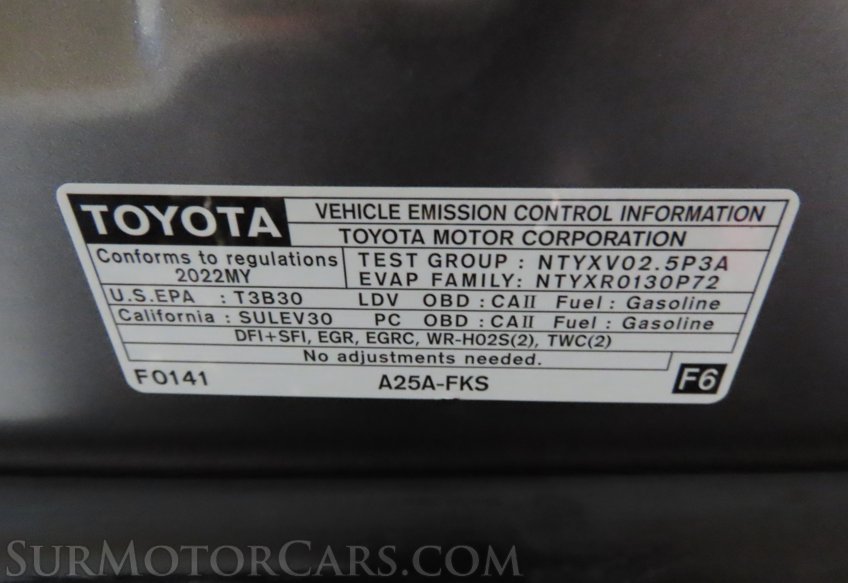 TOYOTA
VEHICLE EMISSION CONTROL INFORMATION
TOYOTA MOTOR CORPORATION
Conforms to regulations
2022MY
TEST GROUP : NTYXV02.5P3A
EVAP FAMILY: NTYXR0130P72
U.S.EPA : T3B30 LDV OBD : CAII Fuel : Gasoline
California : SULEV30 PC OBD : CAII Fuel : Gasoline
DFI+SFI, EGR, EGRC, WR-HO2S(2), TWC(2)
No adjustments needed.
F0141 A25A-FKS F6
SurMotorCars.com